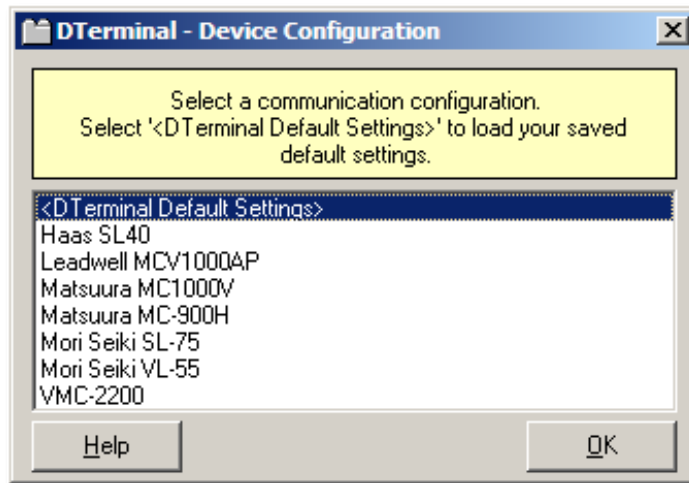 DTerminal - Device Configuration
Select a communication configuration.
Select '<DTerminal Default Settings>' to load your saved
default settings.
<DTerminal Default Settings>
Haas SL40
Leadwell MCV1000AP
Matsuura MC1000V
Matsuura MC-900H
Mori Seiki SL-75
Mori Seiki VL-55
VMC-2200
Help
OK